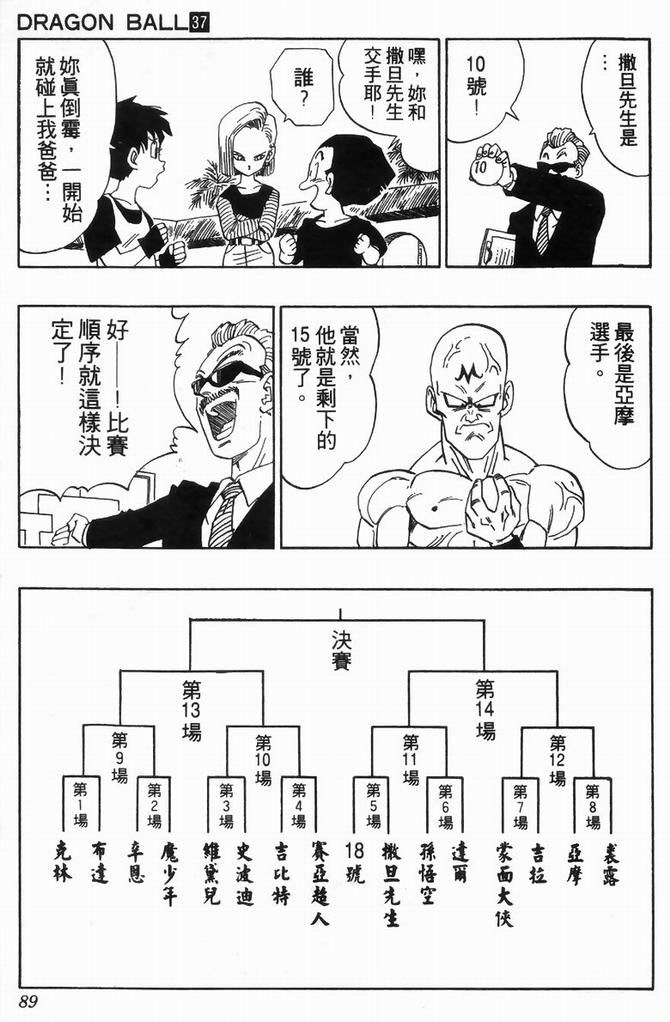 DRAGON BALL 37
撒旦先生是
…
10
號！
10
嘿，妳和
撒旦先生
交手耶！
誰？
妳真倒霉，一開始
就碰上我爸爸…
最後是亞摩
選手。
當然，
他就是剩下的
15號了。
好——！比賽
順序就這樣決
定了！
決賽
第13場
第14場
第9場
第10場
第11場
第12場
第1場
第2場
第3場
第4場
第5場
第6場
第7場
第8場
克林
布達
辛恩
魔少年
維黛兒
史波迪
吉比特
賽亞超人
18號
撒旦先生
孫悟空
達爾
蒙面大俠
吉拉
亞摩
裘露
89